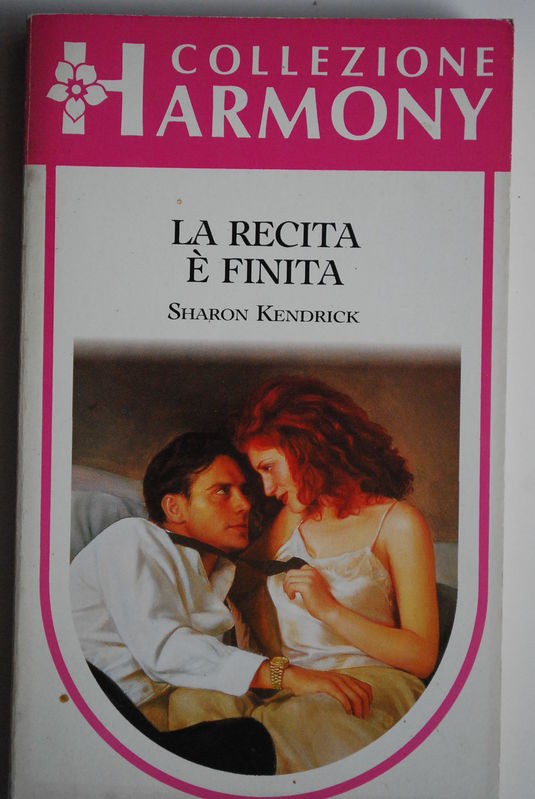 COLLEZIONE
HARMONY
LA RECITA
È FINITA
SHARON KENDRICK